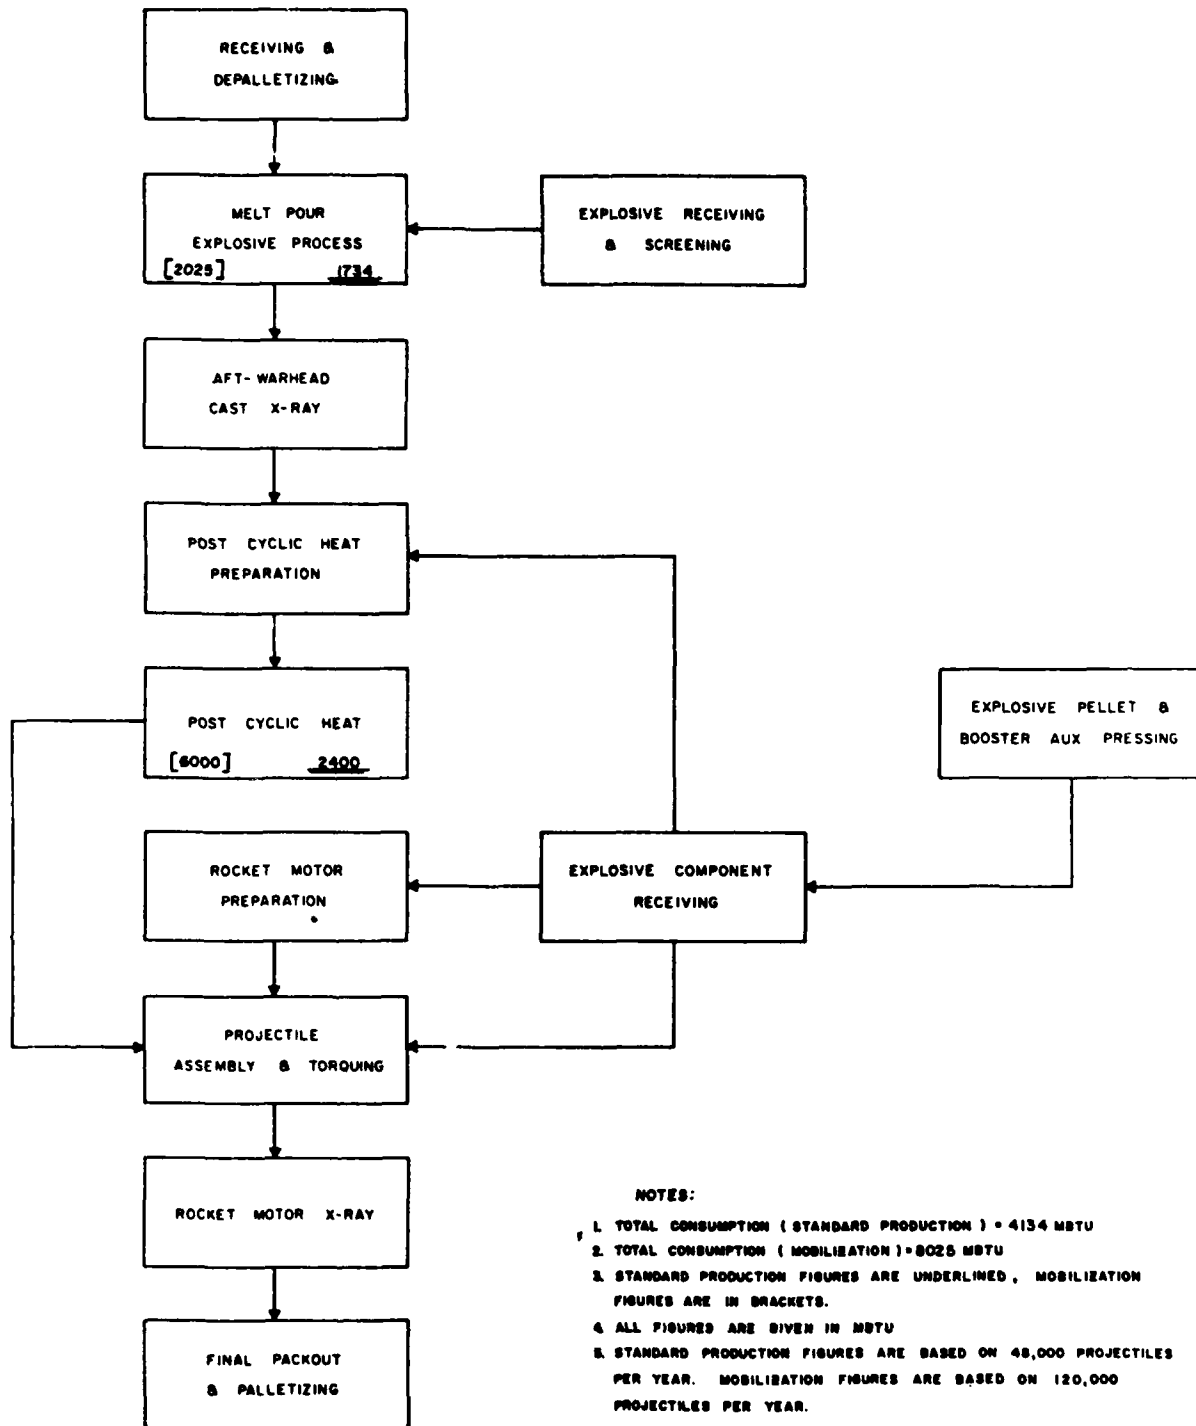 RECEIVING &
DEPALLETIZING
MELT POUR
EXPLOSIVE PROCESS
[2025] 1734
EXPLOSIVE RECEIVING
& SCREENING
AFT-WARHEAD
CAST X-RAY
POST CYCLIC HEAT
PREPARATION
POST CYCLIC HEAT
[6000] 2400
EXPLOSIVE PELLET &
BOOSTER AUX PRESSING
ROCKET MOTOR
PREPARATION
EXPLOSIVE COMPONENT
RECEIVING
PROJECTILE
ASSEMBLY & TORQUING
ROCKET MOTOR X-RAY
FINAL PACKOUT
& PALLETIZING
NOTES:
1. TOTAL CONSUMPTION (STANDARD PRODUCTION) = 4134 MBTU
2. TOTAL CONSUMPTION (MOBILIZATION) = 8025 MBTU
3. STANDARD PRODUCTION FIGURES ARE UNDERLINED, MOBILIZATION
FIGURES ARE IN BRACKETS.
4. ALL FIGURES ARE GIVEN IN MBTU
5. STANDARD PRODUCTION FIGURES ARE BASED ON 48,000 PROJECTILES
PER YEAR. MOBILIZATION FIGURES ARE BASED ON 120,000
PROJECTILES PER YEAR.